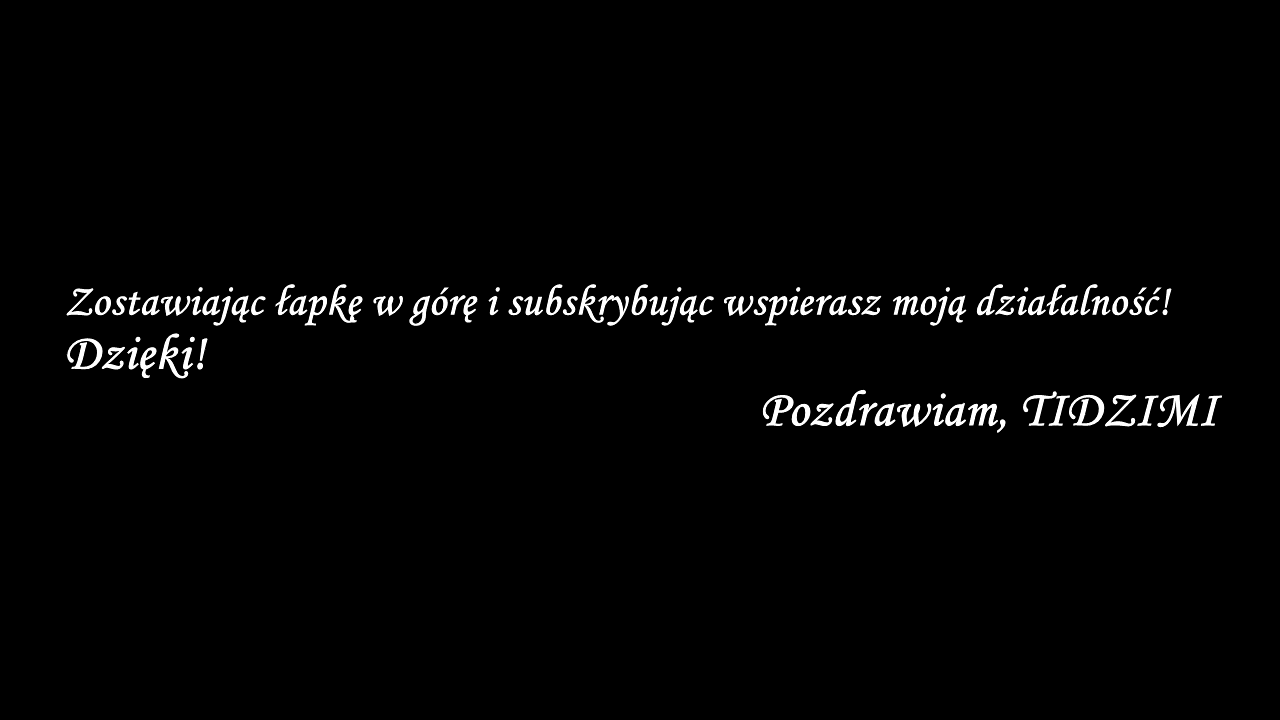 Zostawiając łapkę w górę i subskrybując wspierasz moją działalność!
Dzięki!
Pozdrawiam, TIDZIMI